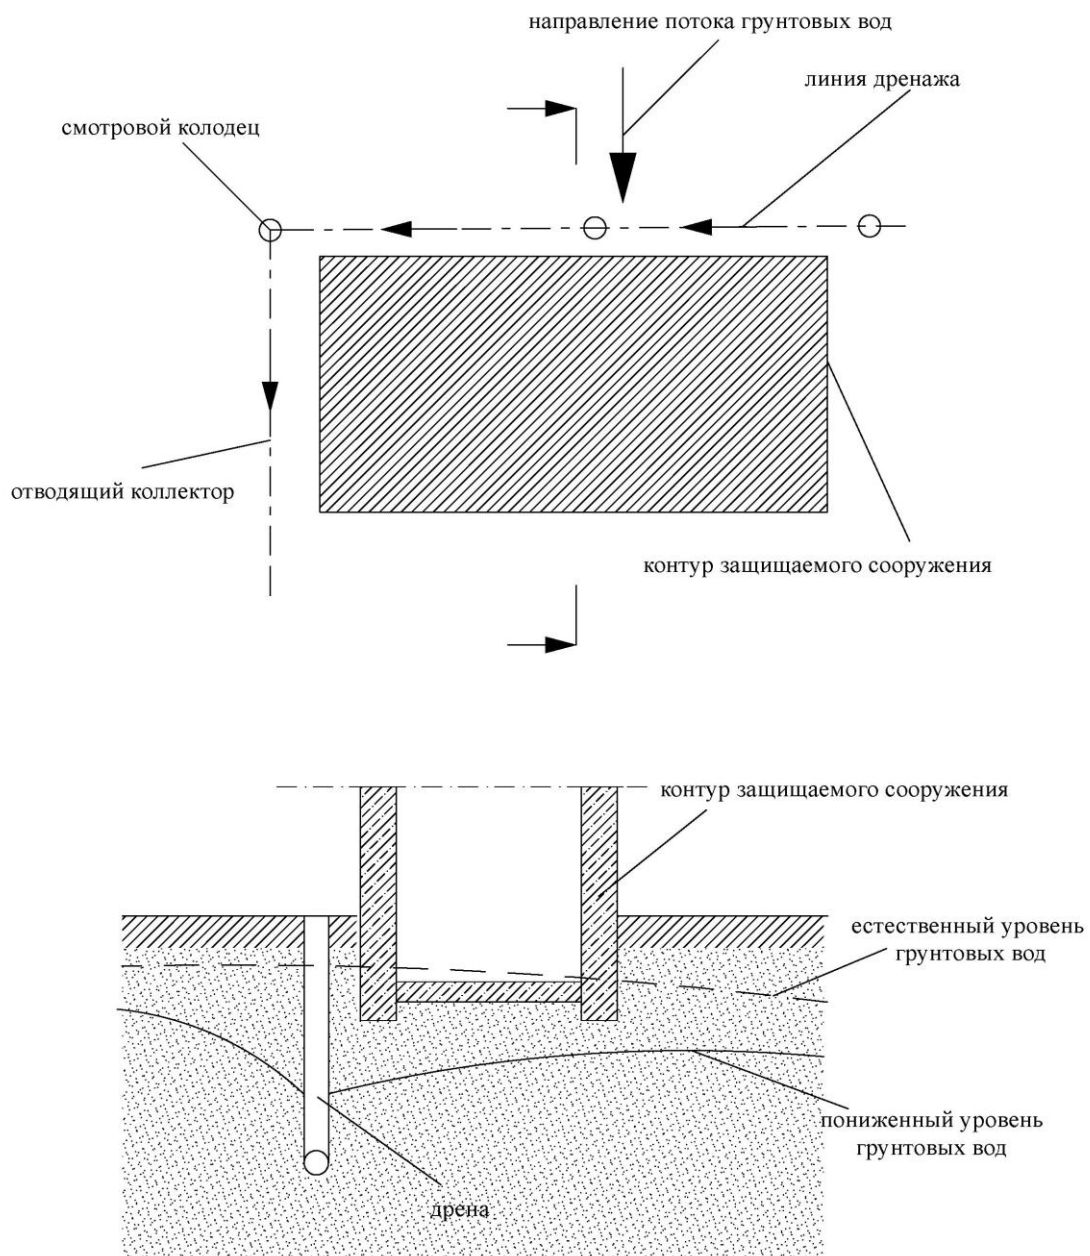 направление потока грунтовых вод
линия дренажа
смотровой колодец
отводящий коллектор
контур защищаемого сооружения
контур защищаемого сооружения
естественный уровень
грунтовых вод
пониженный уровень
грунтовых вод
дрена